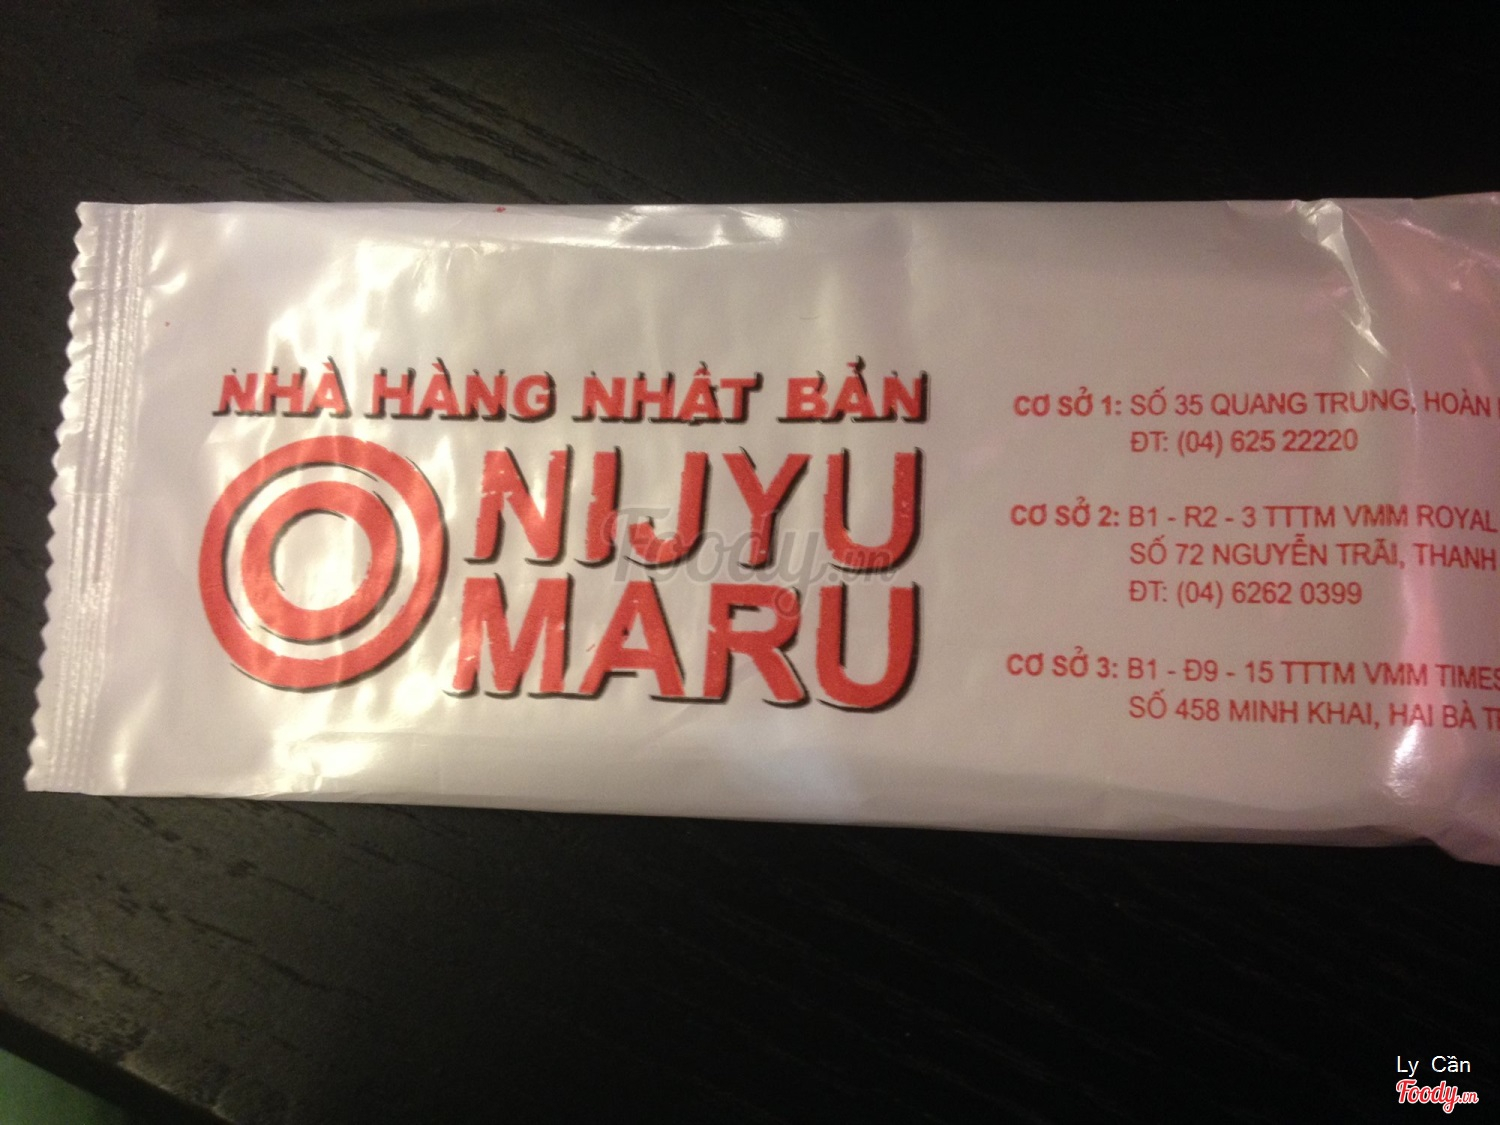 NHÀ HÀNG NHẬT BẢN
NIJYU
MARU
CƠ SỞ 1: SỐ 35 QUANG TRUNG, HOÀN
ĐT: (04) 625 22220
CƠ SỞ 2: B1 - R2 - 3 TTTM VMM ROYAL
SỐ 72 NGUYỄN TRÃI, THANH
ĐT: (04) 6262 0399
CƠ SỞ 3: B1 - Đ9 - 15 TTTM VMM TIMES
SỐ 458 MINH KHAI, HAI BÀ
Foody.vn
Ly Cần
Foody.vn